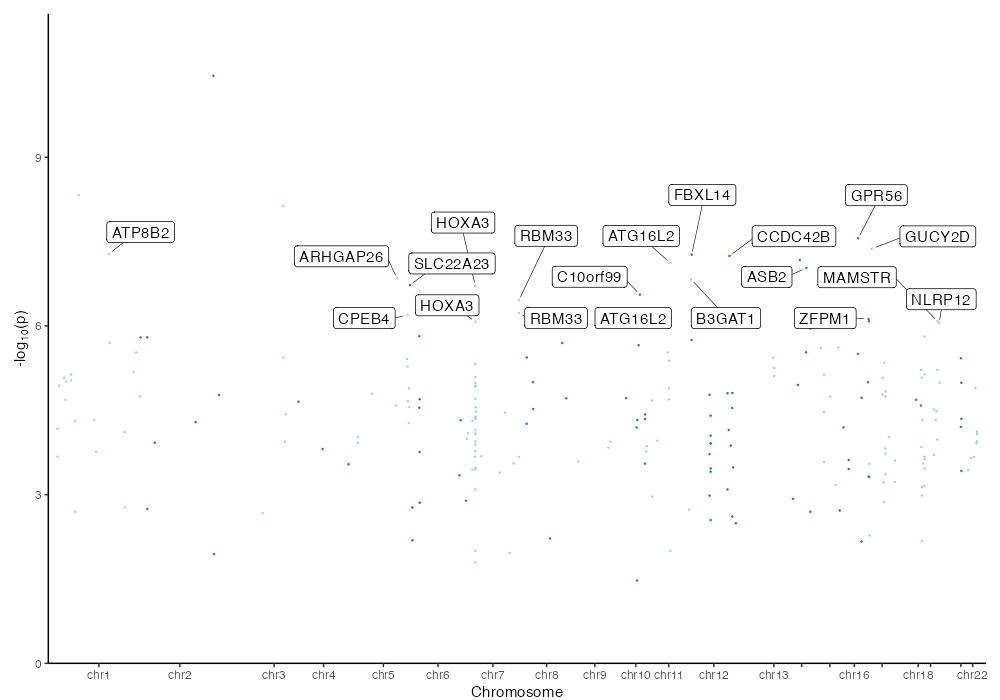 9
FBXL14
GPR56
HOXA3
ATP8B2
RBM33
ATG16L2
CCDC42B
GUCY2D
ARHGAP26
SLC22A23
C10orf99
ASB2
MAMSTR
NLRP12
HOXA3
CPEB4
RBM33
ATG16L2
B3GAT1
ZFPM1
6
-log10(p)
3
0
chr1 chr2 chr3 chr4 chr5 chr6 chr7 chr8 chr9 chr10 chr11 chr12 chr13 chr16 chr18 chr22
Chromosome